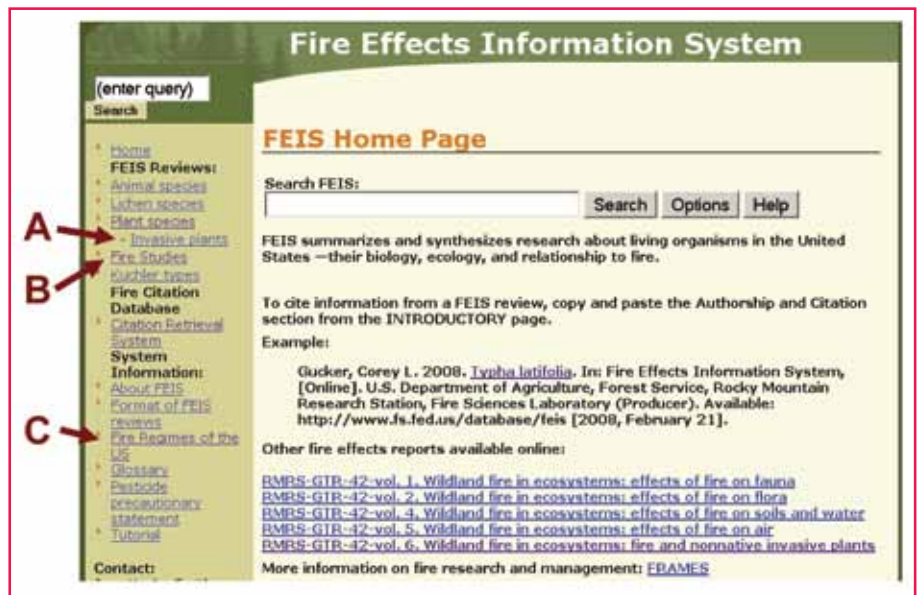 Fire Effects Information System
(enter query)
Search
Home
FEIS Reviews:
Animal species
Lichen species
Plant species
- Invasive plants
Fire Studies
Kuchler types
Fire Citation
Database
Citation Retrieval
System
System
Information:
About FEIS
Format of FEIS
reviews
Fire Regimes of the
US
Glossary
Pesticide
precautionary
statement
Tutorial
Contact:
A
B
C
FEIS Home Page
Search FEIS:
Search Options Help
FEIS summarizes and synthesizes research about living organisms in the United
States —their biology, ecology, and relationship to fire.
To cite information from a FEIS review, copy and paste the Authorship and Citation
section from the INTRODUCTORY page.
Example:
Gucker, Corey L. 2008. Typha latifolia. In: Fire Effects Information System,
[Online]. U.S. Department of Agriculture, Forest Service, Rocky Mountain
Research Station, Fire Sciences Laboratory (Producer). Available:
http://www.fs.fed.us/database/feis [2008, February 21].
Other fire effects reports available online:
RMRS-GTR-42-vol. 1. Wildland fire in ecosystems: effects of fire on fauna
RMRS-GTR-42-vol. 2. Wildland fire in ecosystems: effects of fire on flora
RMRS-GTR-42-vol. 4. Wildland fire in ecosystems: effects of fire on soils and water
RMRS-GTR-42-vol. 5. Wildland fire in ecosystems: effects of fire on air
RMRS-GTR-42-vol. 6. Wildland fire in ecosystems: fire and nonnative invasive plants
More information on fire research and management: FRAMES